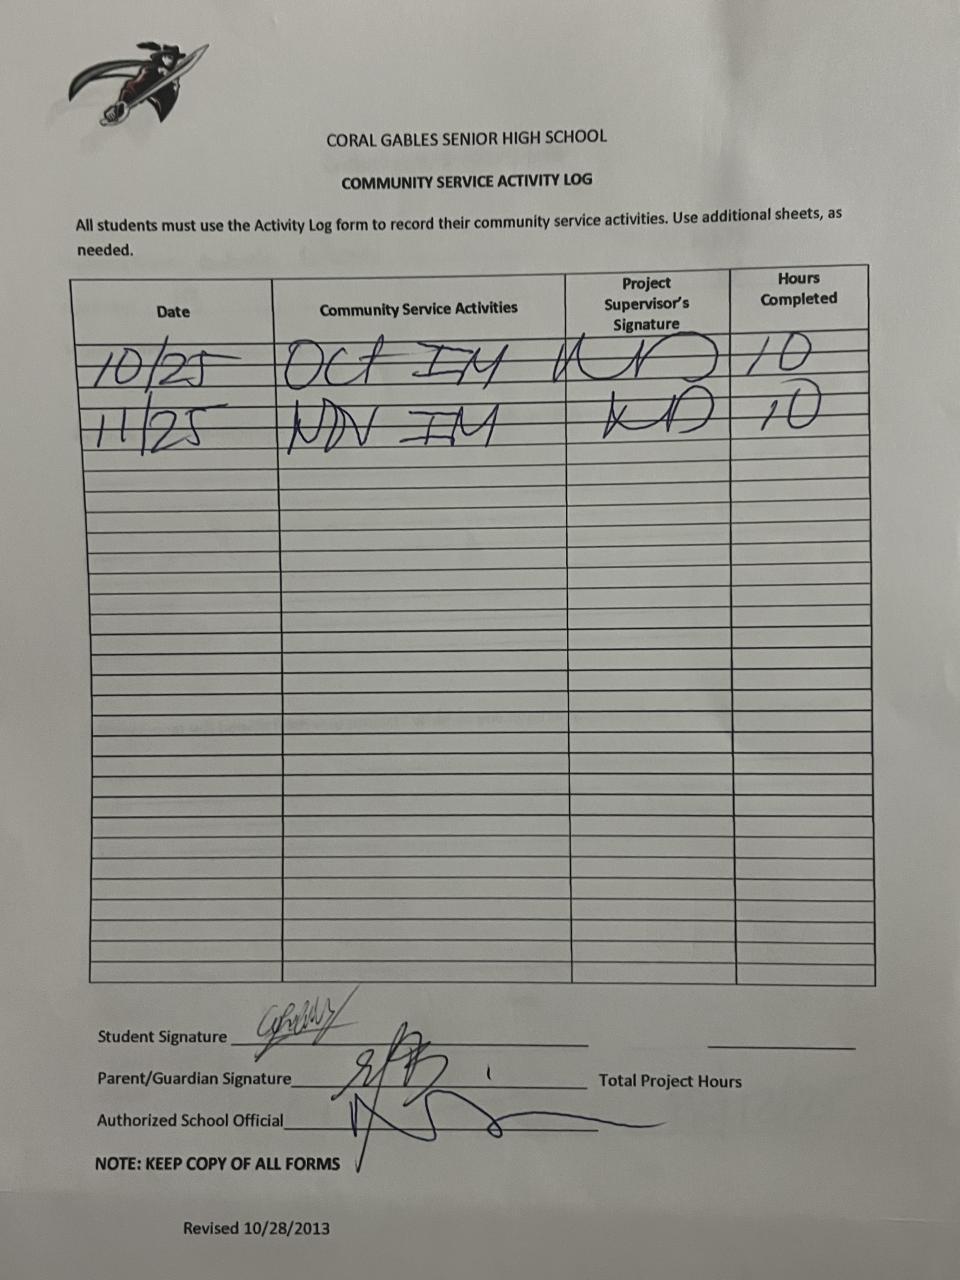 CORAL GABLES SENIOR HIGH SCHOOL
COMMUNITY SERVICE ACTIVITY LOG
All students must use the Activity Log form to record their community service activities. Use additional sheets, as
needed.
Date Community Service Activities Project Supervisor's Signature Hours Completed
10/25 Oct IM KD 10
11/25 NOV IM KD 10
Student Signature
Parent/Guardian Signature Total Project Hours
Authorized School Official
NOTE: KEEP COPY OF ALL FORMS
Revised 10/28/2013